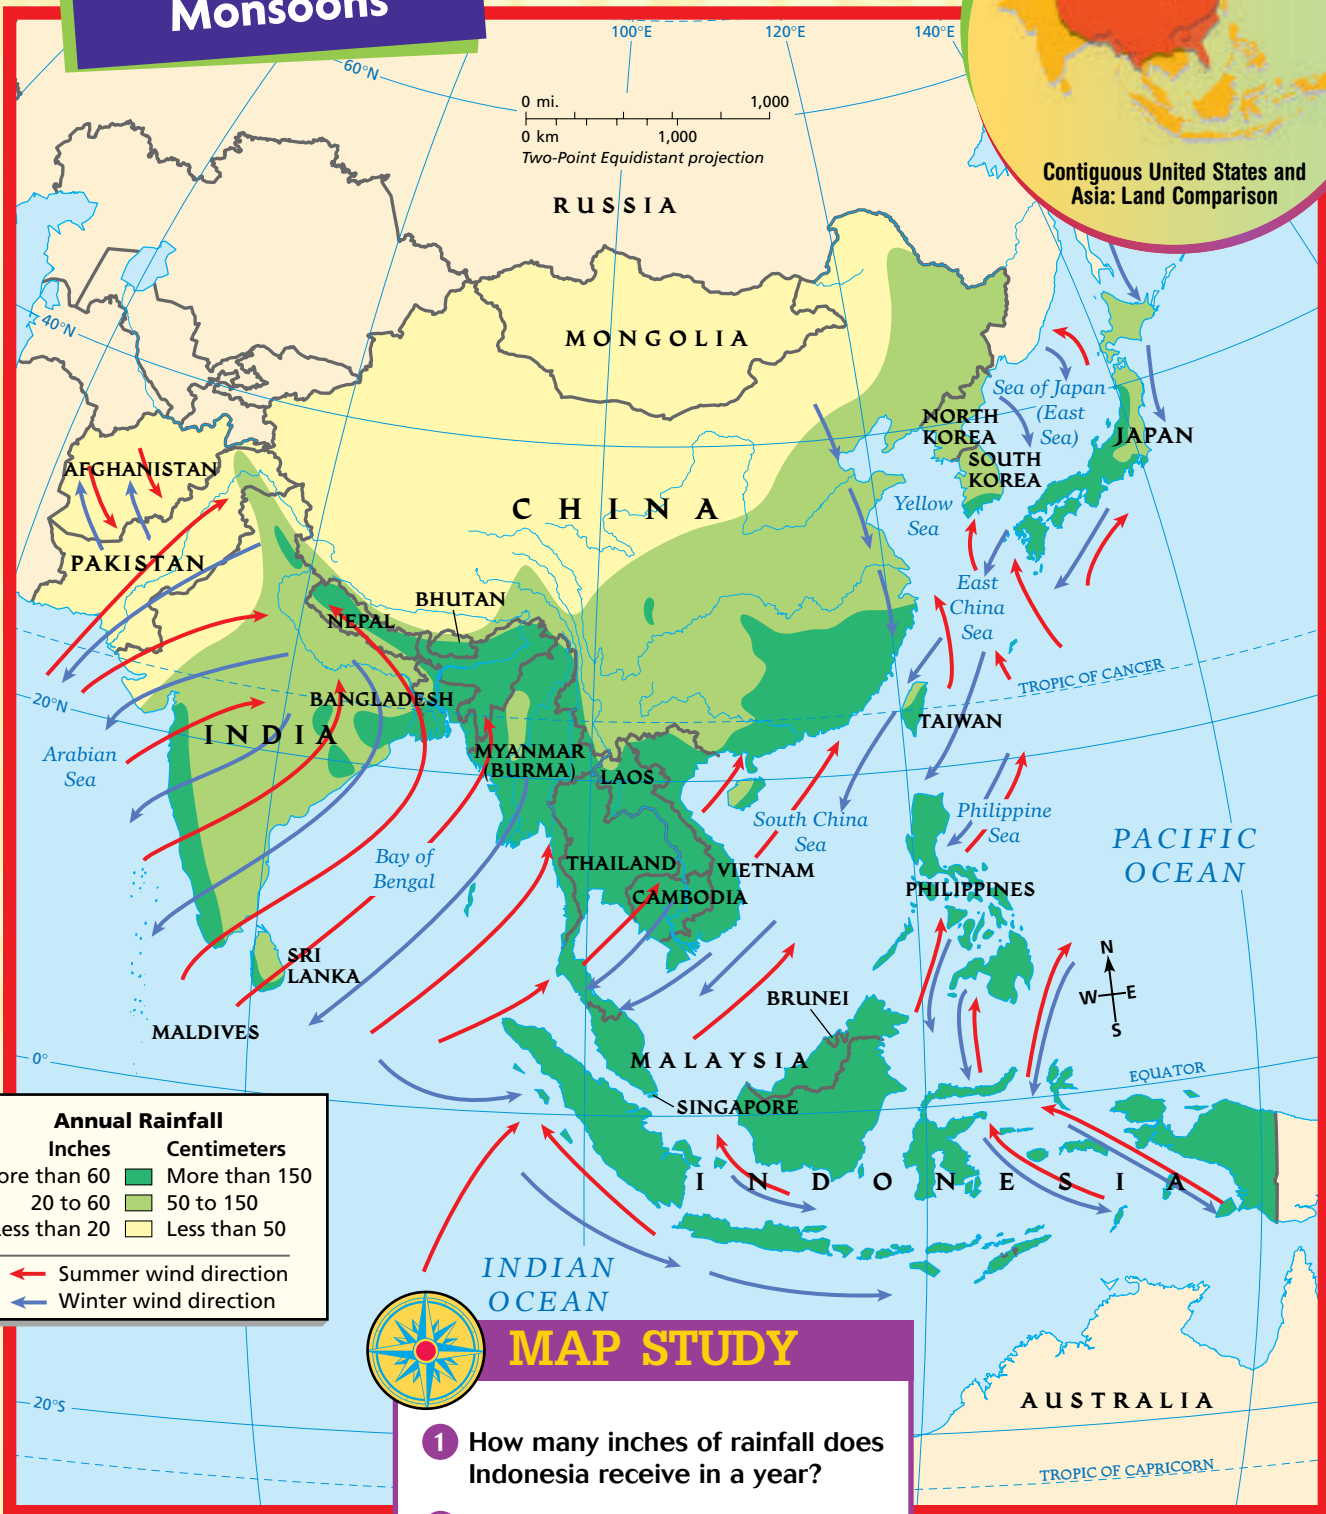 Monsoons
100°E
120°E
140°E
60°N
0 mi.
1,000
0 km
1,000
Two-Point Equidistant projection
Contiguous United States and
Asia: Land Comparison
RUSSIA
40°N
MONGOLIA
Sea of Japan
(East
Sea)
NORTH
KOREA
JAPAN
SOUTH
KOREA
AFGHANISTAN
CHINA
Yellow
Sea
PAKISTAN
BHUTAN
East
China
Sea
NEPAL
TROPIC OF CANCER
20°N
BANGLADESH
TAIWAN
INDIA
Arabian
Sea
MYANMAR
(BURMA)
LAOS
South China
Sea
Philippine
Sea
PACIFIC
OCEAN
Bay of
Bengal
THAILAND
VIETNAM
CAMBODIA
PHILIPPINES
SRI
LANKA
N
W
E
S
BRUNEI
MALDIVES
MALAYSIA
0°
EQUATOR
SINGAPORE
INDONESIA
Annual Rainfall
Inches
Centimeters
ore than 60
More than 150
20 to 60
50 to 150
ess than 20
Less than 50
Summer wind direction
Winter wind direction
INDIAN
OCEAN
MAP STUDY
20°S
AUSTRALIA
1 How many inches of rainfall does
Indonesia receive in a year?
TROPIC OF CAPRICORN